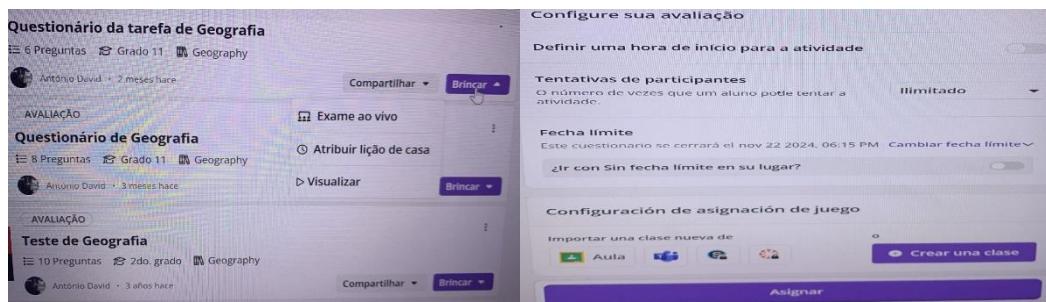 Questionário da tarefa de Geografia
6 Preguntas Grado 11 Geography
António David • 2 meses hace
Compartilhar
Brincar
AVALIAÇÃO
Exame ao vivo
Questionário de Geografia
Atribuir lição de casa
8 Preguntas Grado 11 Geography
Visualizar
António David • 3 meses hace
Brincar
AVALIAÇÃO
Teste de Geografia
10 Preguntas 2do. grado Geography
António David • 3 años hace
Compartilhar
Brincar
Configure sua avaliação
Definir uma hora de início para a atividade
Tentativas de participantes
O número de vezes que um aluno pode tentar a
atividade.
Ilimitado
Fecha límite
Este cuestionario se cerrará el nov 22 2024, 06:15 PM Cambiar fecha límite
¿Ir con Sin fecha límite en su lugar?
Configuración de asignación de juego
Importar una clase nueva de
o
Aula
Crear una clase
Asignar